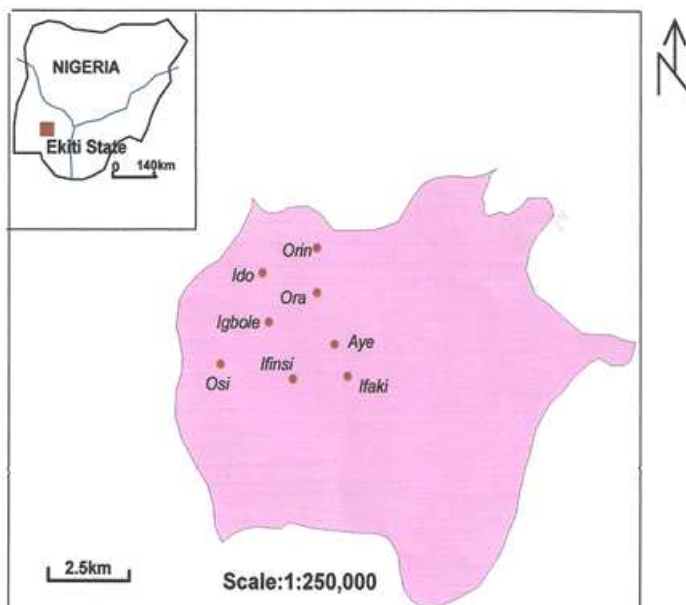 NIGERIA
Ekiti State
0 140km
N
Orin
Ido
Ora
Igbole
Aye
Ifinsi
Osi
Ifaki
2.5km
Scale:1:250,000